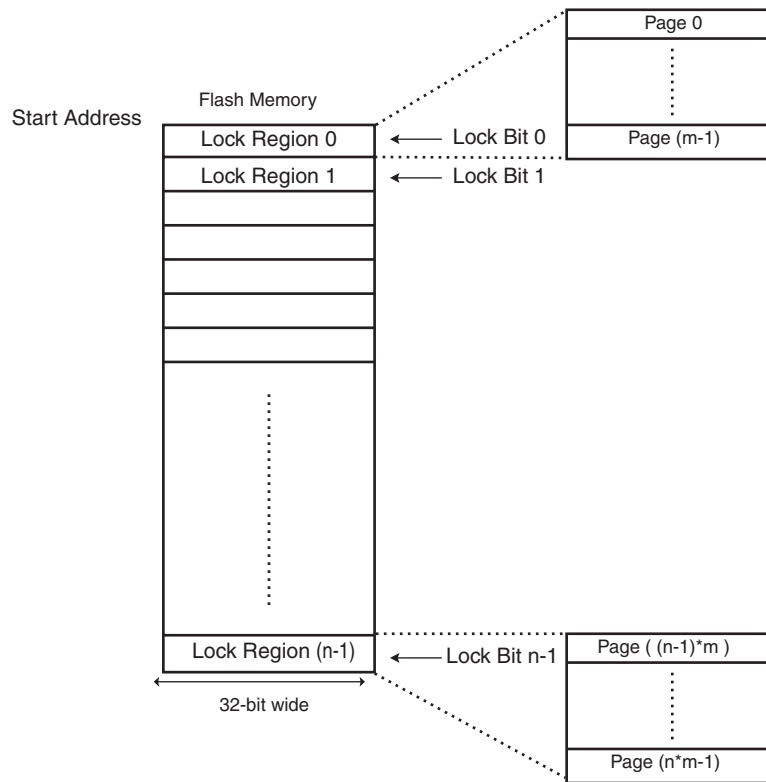 Page 0
Flash Memory
Start Address
Lock Region 0
Lock Bit 0
Page (m-1)
Lock Region 1
Lock Bit 1
Lock Region (n-1)
Lock Bit n-1
Page ( (n-1)*m )
32-bit wide
Page (n*m-1)